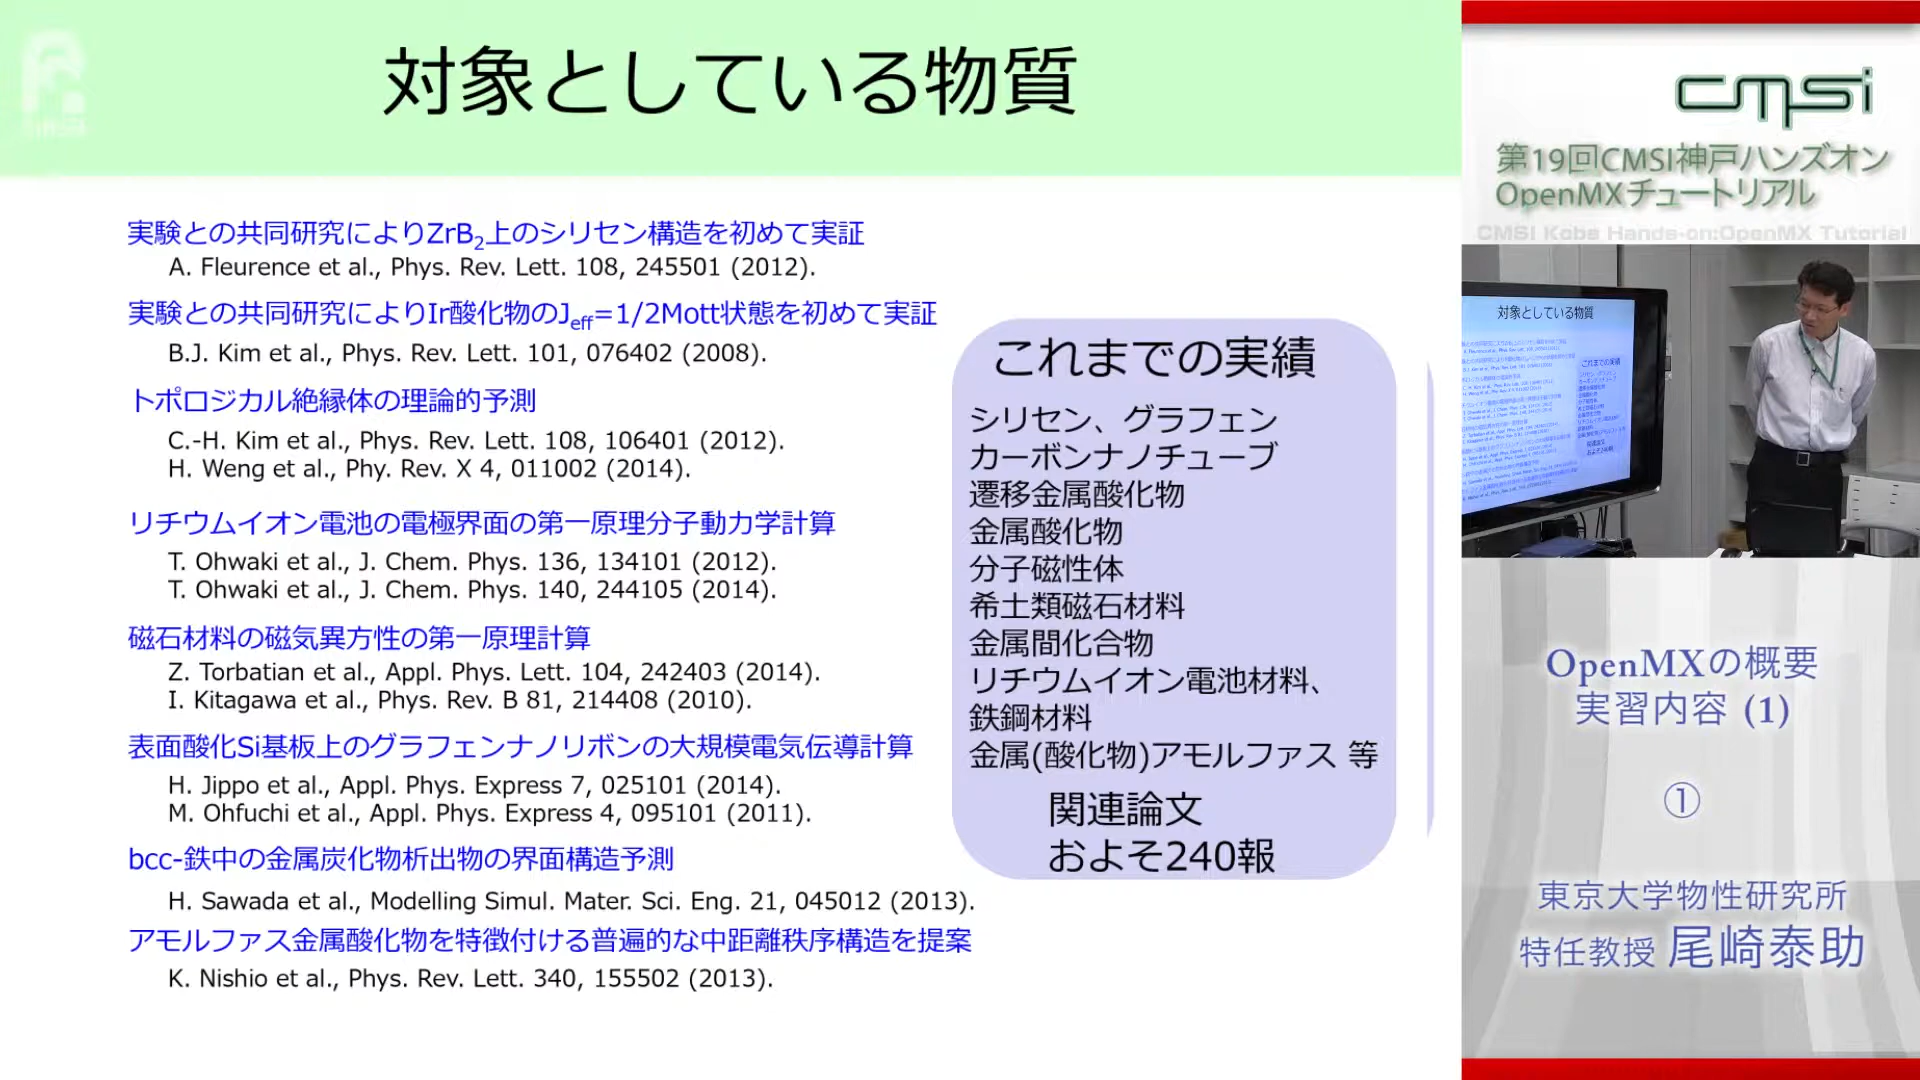 対象としている物質
実験との共同研究によりZrB2上のシリセン構造を初めて実証
A. Fleurence et al., Phys. Rev. Lett. 108, 245501 (2012).
実験との共同研究によりIr酸化物のJeff=1/2Mott状態を初めて実証
B.J. Kim et al., Phys. Rev. Lett. 101, 076402 (2008).
トポロジカル絶縁体の理論的予測
C.-H. Kim et al., Phys. Rev. Lett. 108, 106401 (2012).
H. Weng et al., Phy. Rev. X 4, 011002 (2014).
リチウムイオン電池の電極界面の第一原理分子動力学計算
T. Ohwaki et al., J. Chem. Phys. 136, 134101 (2012).
T. Ohwaki et al., J. Chem. Phys. 140, 244105 (2014).
磁石材料の磁気異方性の第一原理計算
Z. Torbatian et al., Appl. Phys. Lett. 104, 242403 (2014).
I. Kitagawa et al., Phys. Rev. B 81, 214408 (2010).
表面酸化Si基板上のグラフェンナノリボンの大規模電気伝導計算
H. Jippo et al., Appl. Phys. Express 7, 025101 (2014).
M. Ohfuchi et al., Appl. Phys. Express 4, 095101 (2011).
bcc-鉄中の金属炭化物析出物の界面構造予測
H. Sawada et al., Modelling Simul. Mater. Sci. Eng. 21, 045012 (2013).
アモルファス金属酸化物を特徴付ける普遍的な中距離秩序構造を提案
K. Nishio et al., Phys. Rev. Lett. 340, 155502 (2013).
これまでの実績
シリセン、グラフェン
カーボンナノチューブ
遷移金属酸化物
金属酸化物
分子磁性体
希土類磁石材料
金属間化合物
リチウムイオン電池材料、
鉄鋼材料
金属(酸化物)アモルファス 等
関連論文
およそ240報
cmsi
第19回CMSI神戸ハンズオン
OpenMXチュートリアル
CMSI Kobe Hands-on:OpenMX Tutorial
対象としている物質
これまでの実績
OpenMXの概要
実習内容 (1)
①
東京大学物性研究所
特任教授 尾崎泰助